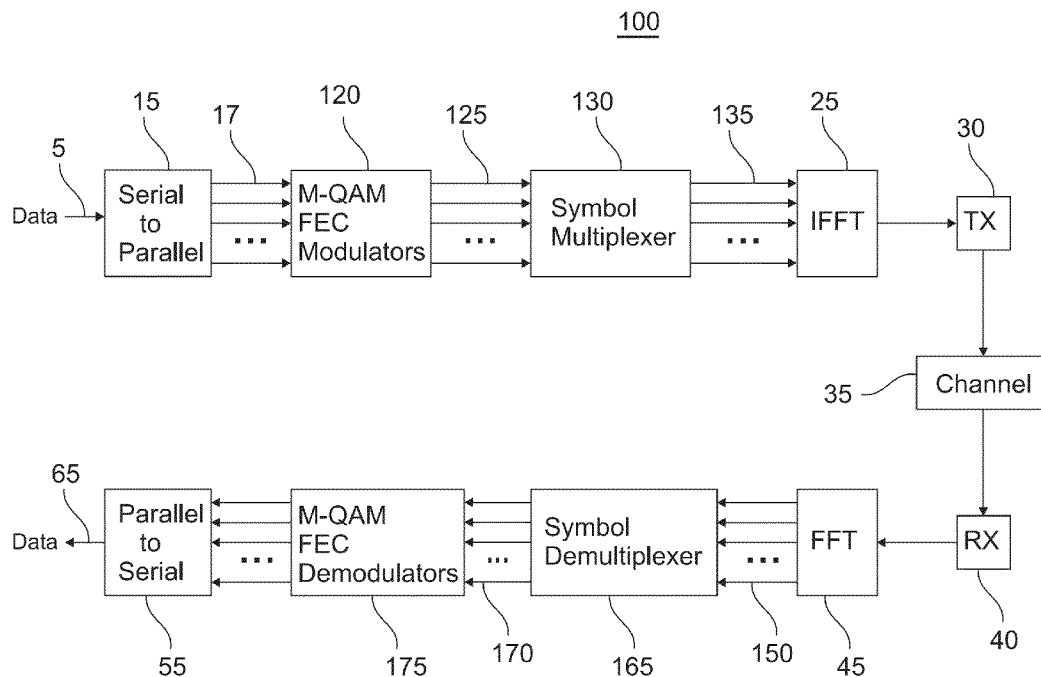 100
15
17
120
125
130
135
25
30
5
Data
Serial
to
Parallel
M-QAM
FEC
Modulators
Symbol
Multiplexer
IFFT
TX
35
Channel
65
Data
Parallel
to
Serial
M-QAM
FEC
Demodulators
Symbol
Demultiplexer
FFT
RX
55
175
170
165
150
45
40